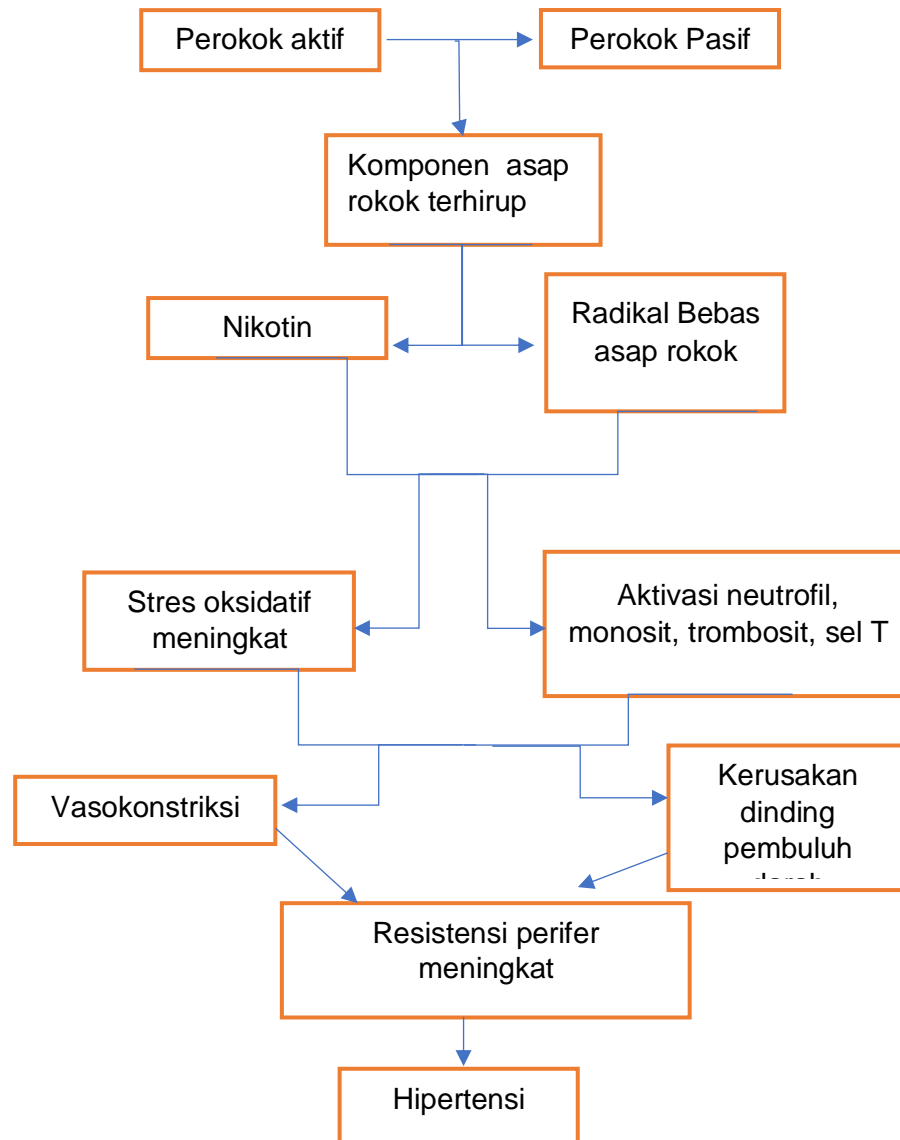 Perokok aktif
Perokok Pasif
Komponen asap
rokok terhirup
Nikotin
Radikal Bebas
asap rokok
Stres oksidatif
meningkat
Aktivasi neutrofil,
monosit, trombosit, sel T
Vasokonstriksi
Kerusakan
dinding
pembuluh
darah
Resistensi perifer
meningkat
Hipertensi